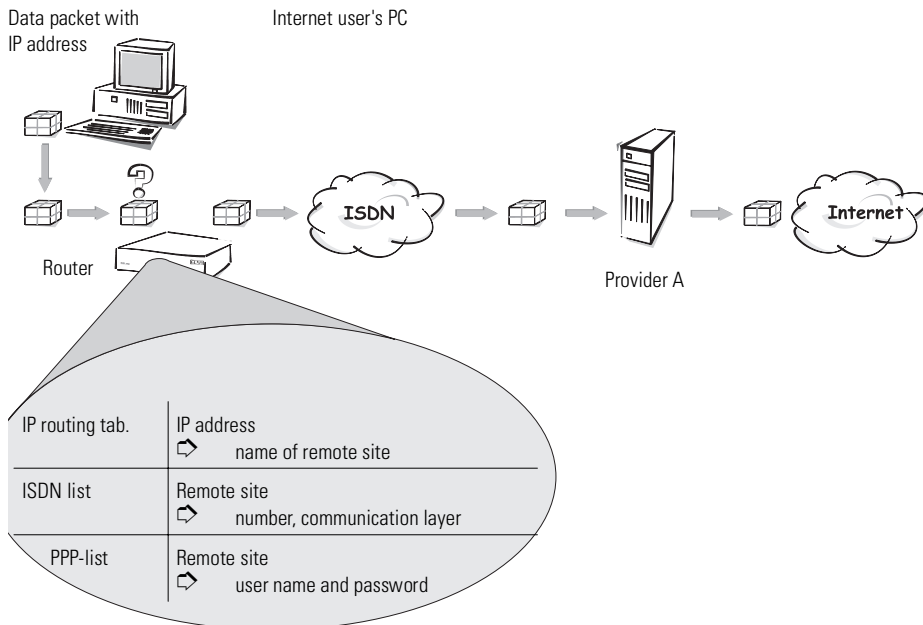 Data packet with
IP address
Internet user's PC
ISDN
Internet
Router
Provider A
IP routing tab.
IP address
name of remote site
ISDN list
Remote site
number, communication layer
PPP-list
Remote site
user name and password